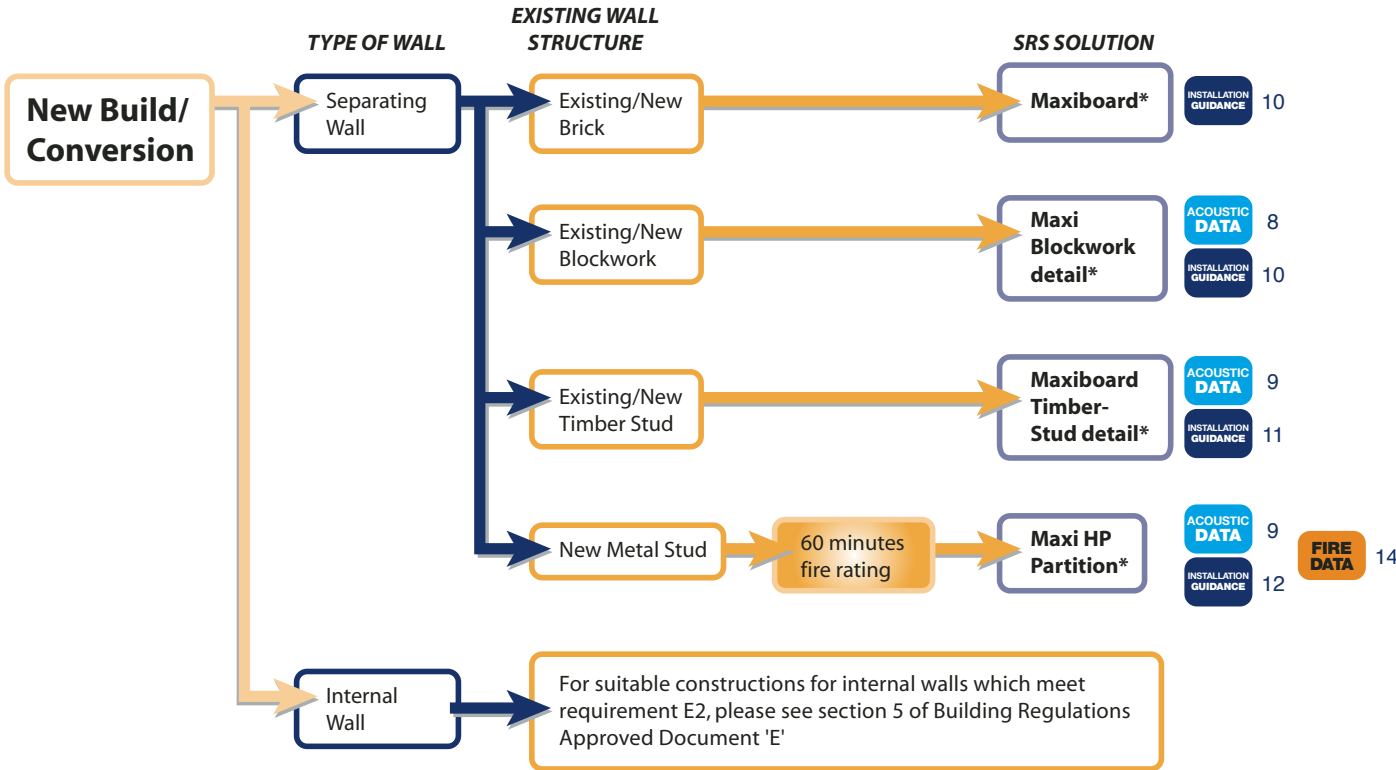 TYPE OF WALL
EXISTING WALL
STRUCTURE
SRS SOLUTION
New Build/
Conversion
Separating
Wall
Existing/New
Brick
Maxiboard*
INSTALLATION
GUIDANCE
10
Existing/New
Blockwork
Maxi
Blockwork
detail*
ACOUSTIC
DATA
8
INSTALLATION
GUIDANCE
10
Existing/New
Timber Stud
Maxiboard
Timber-
Stud detail*
ACOUSTIC
DATA
9
INSTALLATION
GUIDANCE
11
New Metal Stud
60 minutes
fire rating
Maxi HP
Partition*
ACOUSTIC
DATA
9
INSTALLATION
GUIDANCE
12
FIRE
DATA
14
Internal
Wall
For suitable constructions for internal walls which meet
requirement E2, please see section 5 of Building Regulations
Approved Document 'E'